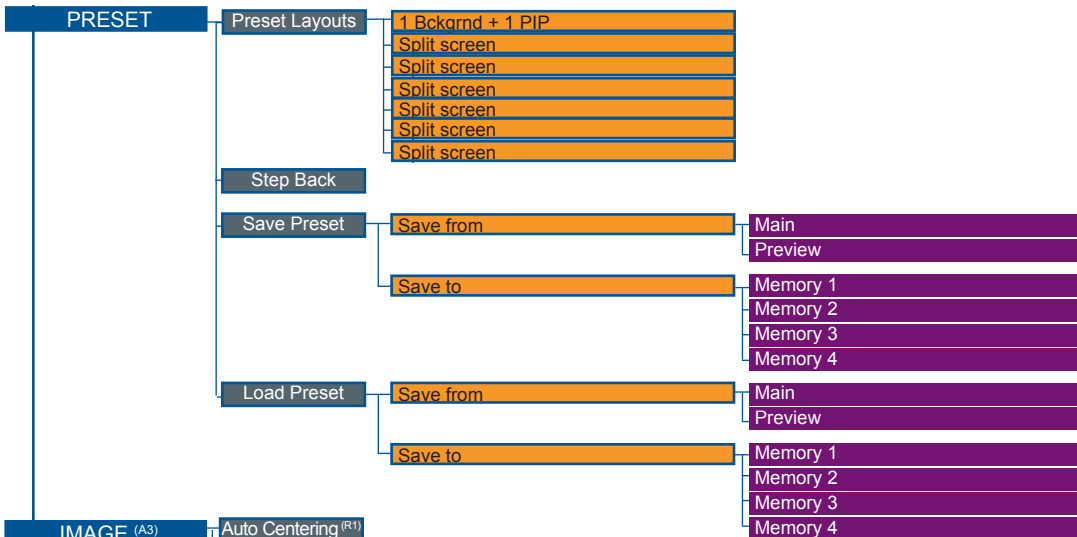 PRESET
Preset Layouts
1 Bckgrnd + 1 PIP
Split screen
Split screen
Split screen
Split screen
Split screen
Split screen
Step Back
Save Preset
Save from
Main
Preview
Save to
Memory 1
Memory 2
Memory 3
Memory 4
Load Preset
Save from
Main
Preview
Save to
Memory 1
Memory 2
Memory 3
Memory 4
IMAGE (A3)
Auto Centering (R1)